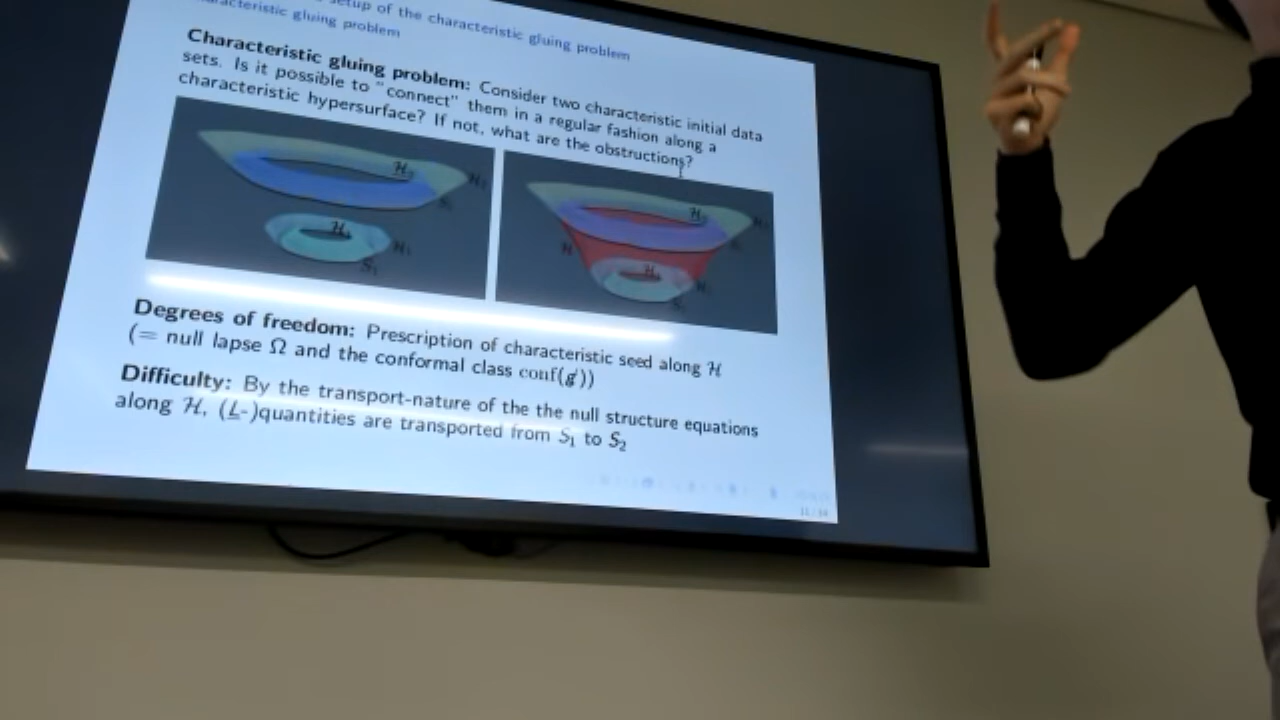 setup of the characteristic gluing problem
characteristic gluing problem
Characteristic gluing problem: Consider two characteristic initial data
sets. Is it possible to "connect" them in a regular fashion along a
characteristic hypersurface? If not, what are the obstructions?
Degrees of freedom: Prescription of characteristic seed along ℋ
(= null lapse Ω and the conformal class conf(g̸))
Difficulty: By the transport-nature of the the null structure equations
along ℋ, (L̲-)quantities are transported from S₁ to S₂